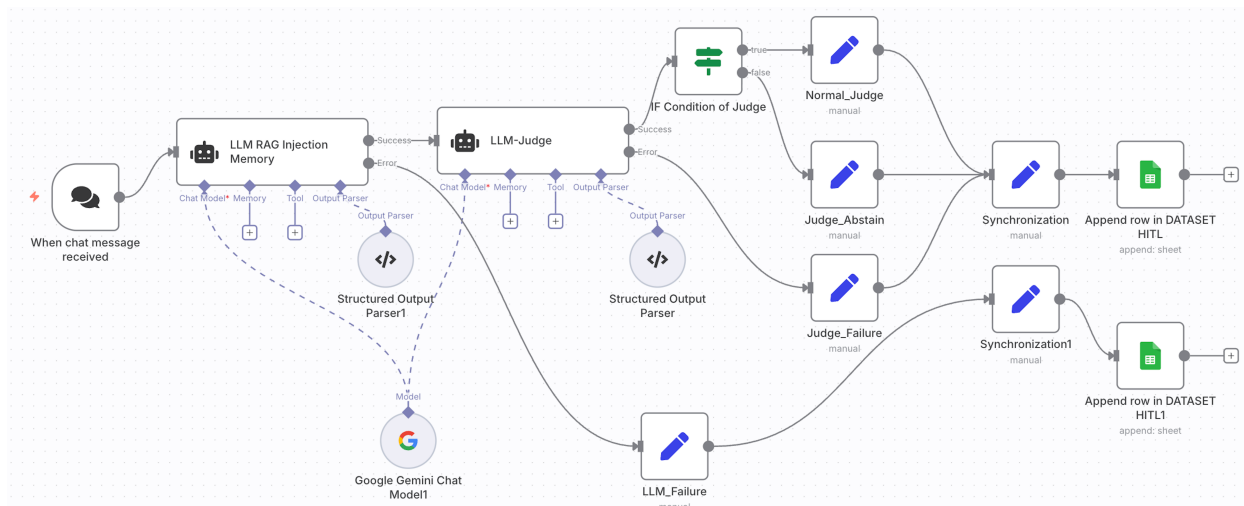 true
false
IF Condition of Judge
Normal_Judge
manual
LLM RAG Injection
Memory
Success
Error
Chat Model*
Memory
Tool
Output Parser
LLM-Judge
Success
Error
Chat Model*
Memory
Tool
Output Parser
When chat message
received
Output Parser
Structured Output
Parser1
Output Parser
Structured Output
Parser
Judge_Abstain
manual
Synchronization
manual
Append row in DATASET
HITL
append: sheet
Judge_Failure
manual
Synchronization1
manual
Append row in DATASET
HITL1
append: sheet
Model
Google Gemini Chat
Model1
LLM_Failure
manual